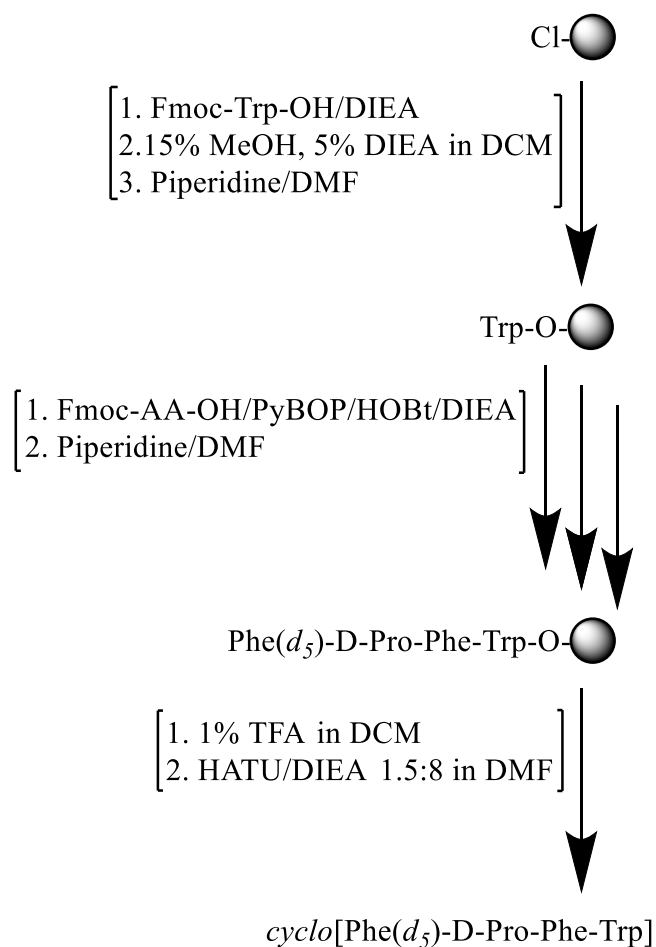 Cl-
1. Fmoc-Trp-OH/DIEA
2.15% MeOH, 5% DIEA in DCM
3. Piperidine/DMF
Trp-O-
1. Fmoc-AA-OH/PyBOP/HOBt/DIEA
2. Piperidine/DMF
Phe(d5)-D-Pro-Phe-Trp-O-
1. 1% TFA in DCM
2. HATU/DIEA 1.5:8 in DMF
cyclo[Phe(d5)-D-Pro-Phe-Trp]